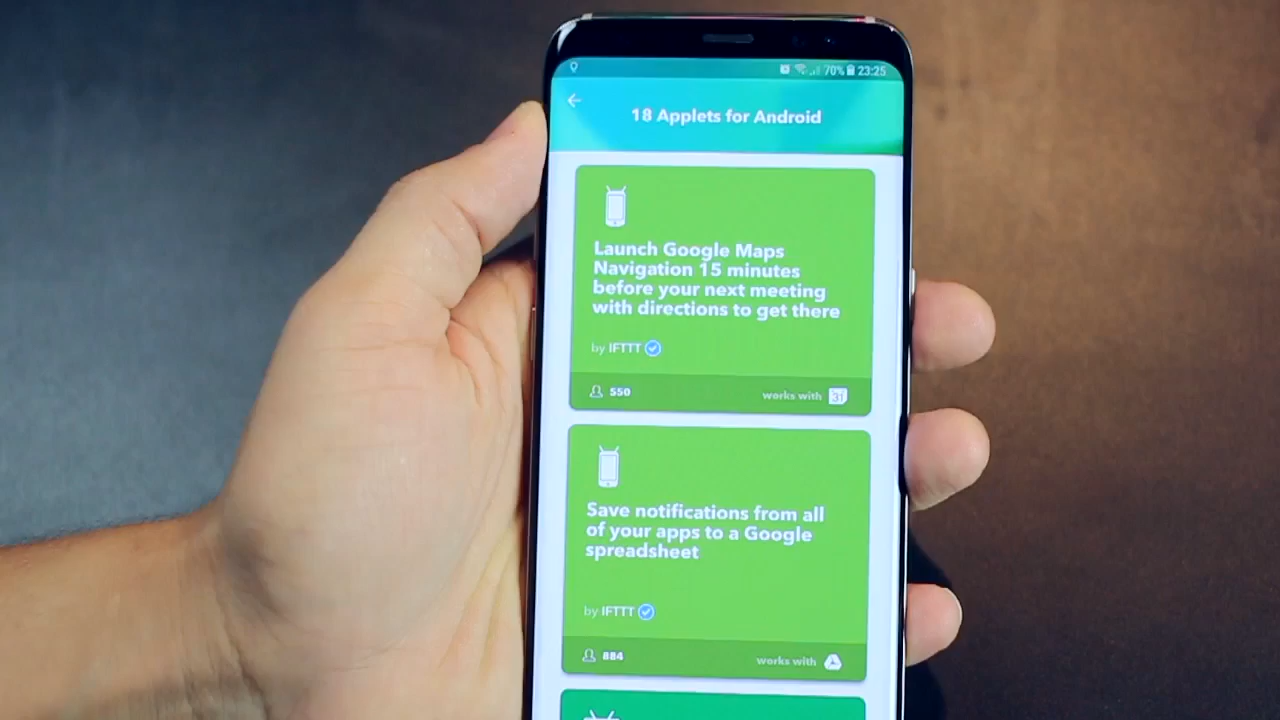 70% 23:25
18 Applets for Android
Launch Google Maps
Navigation 15 minutes
before your next meeting
with directions to get there
by IFTTT
550
works with 31
Save notifications from all
of your apps to a Google
spreadsheet
by IFTTT
884
works with